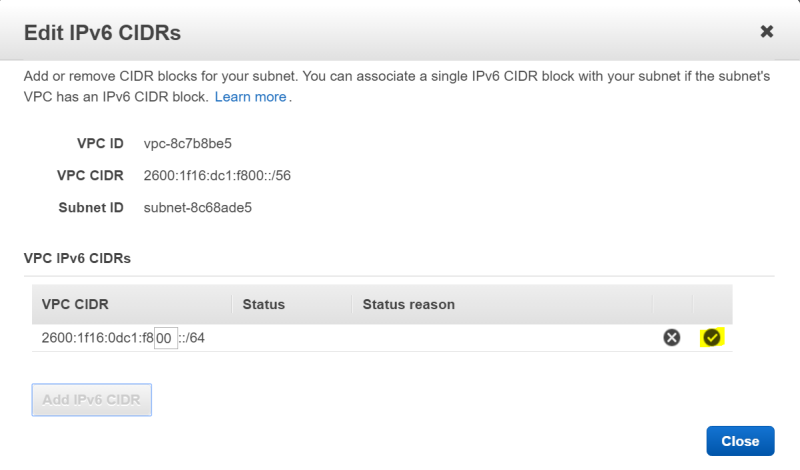 Edit IPv6 CIDRs
Add or remove CIDR blocks for your subnet. You can associate a single IPv6 CIDR block with your subnet if the subnet's
VPC has an IPv6 CIDR block. Learn more.
VPC ID vpc-8c7b8be5
VPC CIDR 2600:1f16:dc1:f800::/56
Subnet ID subnet-8c68ade5
VPC IPv6 CIDRs
VPC CIDR Status Status reason
2600:1f16:0dc1:f800::/64
Add IPv6 CIDR
Close